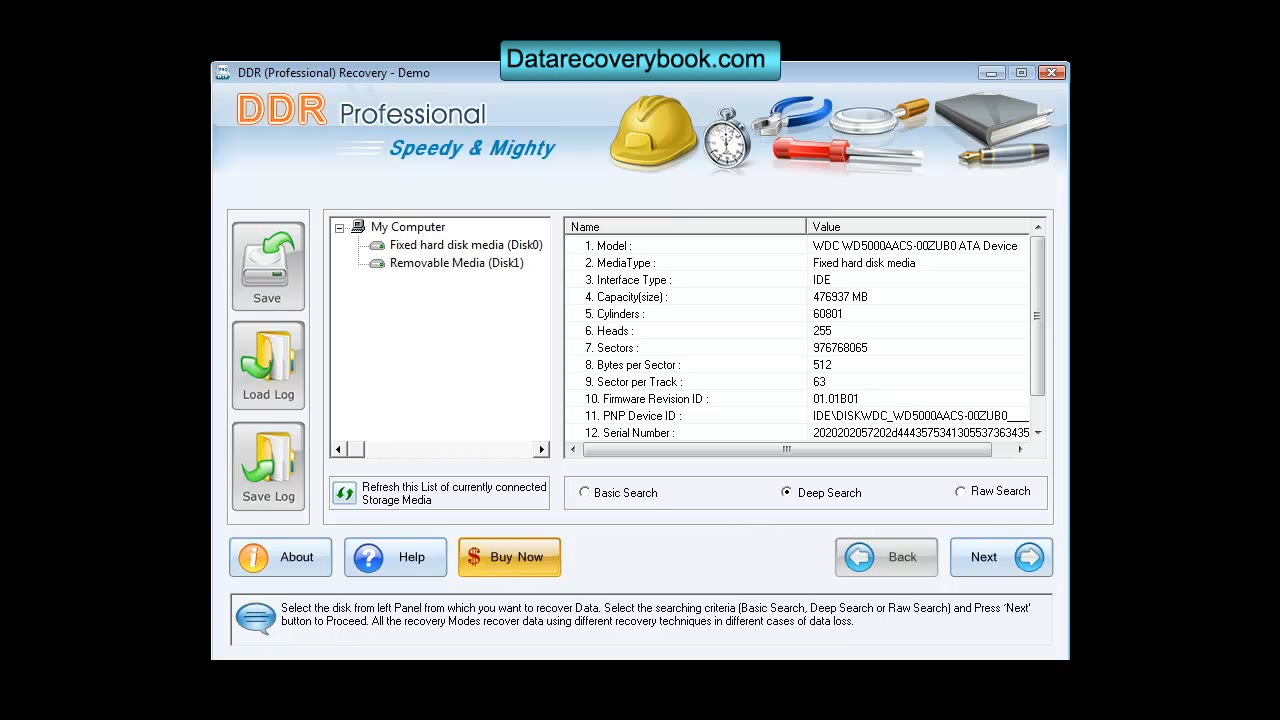 Datarecoverybook.com
DDR (Professional) Recovery - Demo
DDR Professional
Speedy & Mighty
Save
Load Log
Save Log
My Computer
Fixed hard disk media (Disk0)
Removable Media (Disk1)
Refresh this List of currently connected
Storage Media
Name Value
1. Model : WDC WD5000AACS-00ZUB0 ATA Device
2. MediaType : Fixed hard disk media
3. Interface Type : IDE
4. Capacity(size) : 476937 MB
5. Cylinders : 60801
6. Heads : 255
7. Sectors : 976768065
8. Bytes per Sector : 512
9. Sector per Track : 63
10. Firmware Revision ID : 01.01B01
11. PNP Device ID : IDE\DISKWDC_WD5000AACS-00ZUB0____
12. Serial Number : 2020202057202d4443575341305537363435
Basic Search Deep Search Raw Search
About Help $ Buy Now Back Next
Select the disk from left Panel from which you want to recover Data. Select the searching criteria (Basic Search, Deep Search or Raw Search) and Press 'Next'
button to Proceed. All the recovery Modes recover data using different recovery techniques in different cases of data loss.